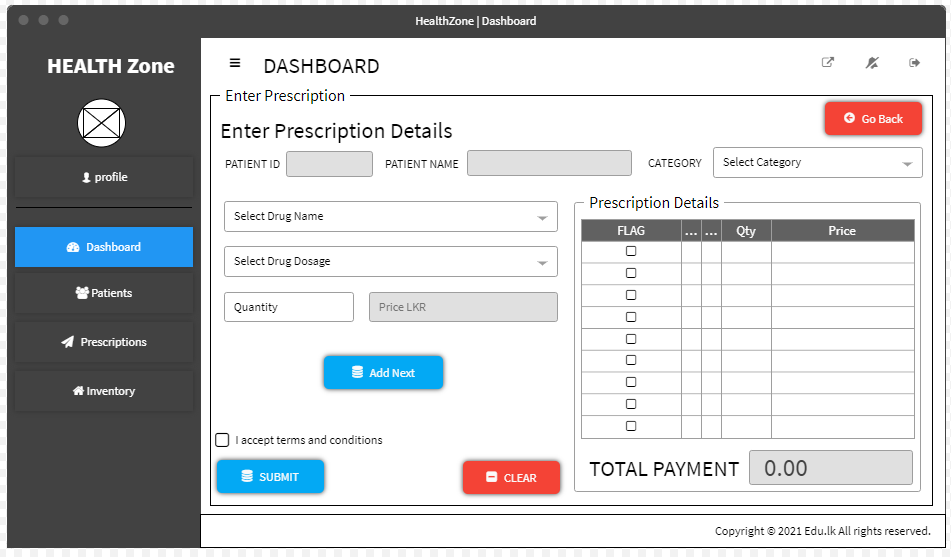 HealthZone | Dashboard
HEALTH Zone
DASHBOARD
profile
Dashboard
Patients
Prescriptions
Inventory
Enter Prescription
Go Back
Enter Prescription Details
PATIENT ID
PATIENT NAME
CATEGORY
Select Category
Select Drug Name
Select Drug Dosage
Quantity
Price LKR
Add Next
I accept terms and conditions
SUBMIT
CLEAR
Prescription Details
FLAG ... ... Qty Price
TOTAL PAYMENT 0.00
Copyright © 2021 Edu.lk All rights reserved.